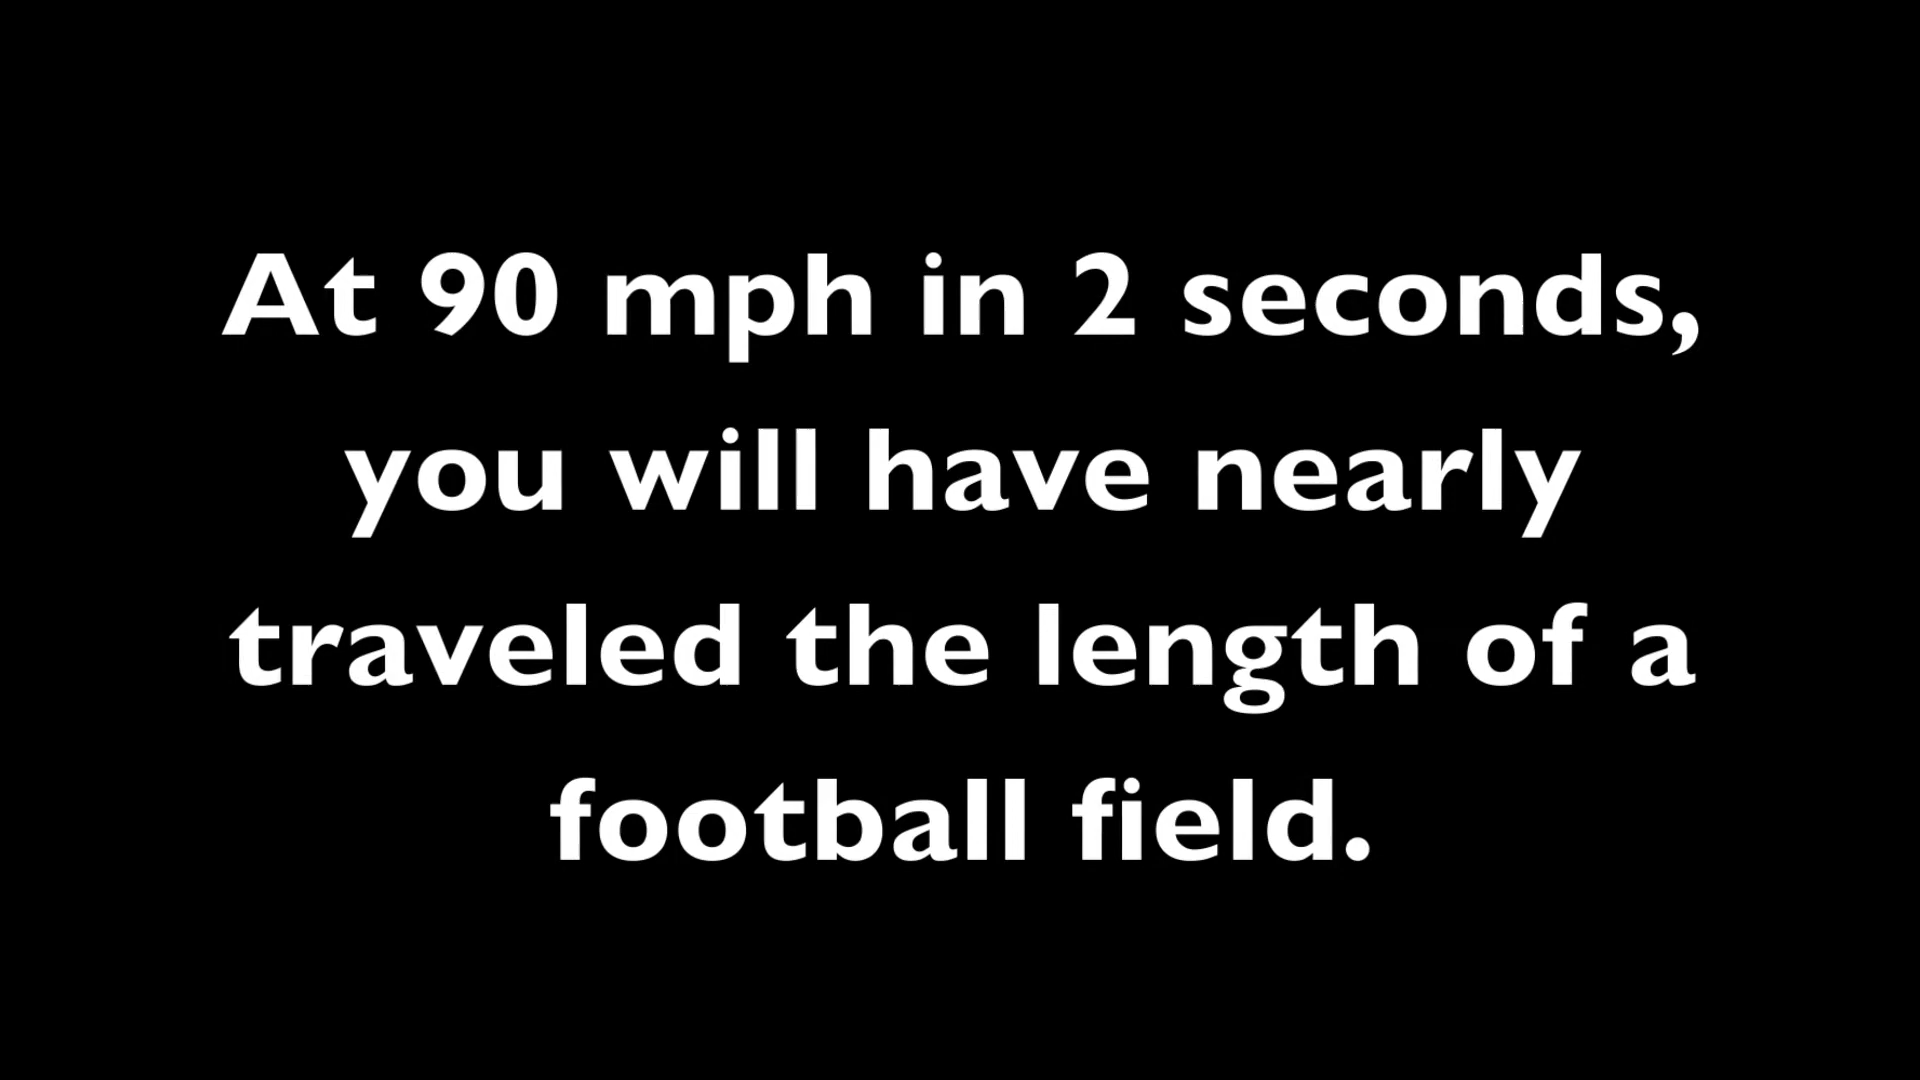 At 90 mph in 2 seconds,
you will have nearly
traveled the length of a
football field.